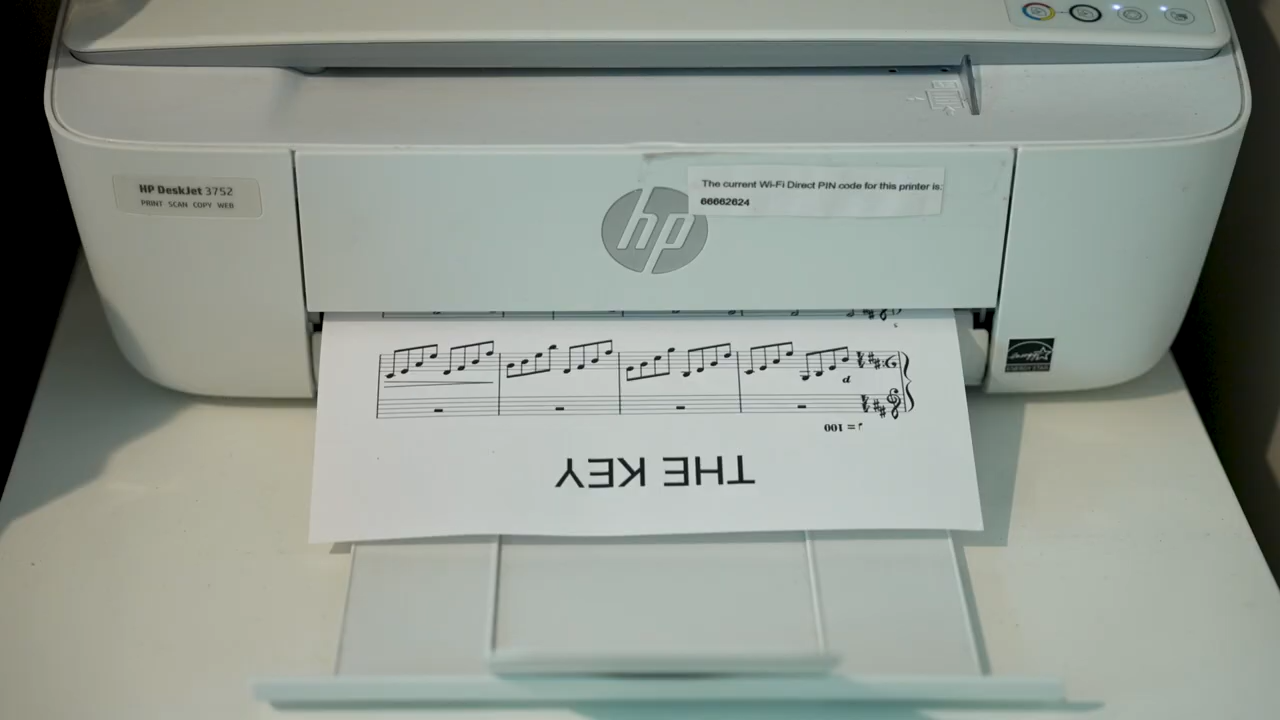 HP DeskJet 3752
PRINT SCAN COPY WEB
The current Wi-Fi Direct PIN code for this printer is:
66662624
hp
THE KEY
♩ = 100